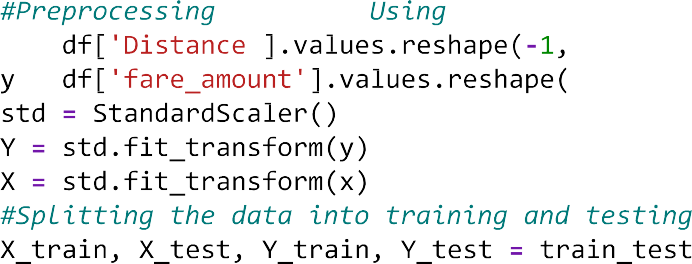 #Preprocessing Using
df['Distance ].values.reshape(-1,
y df['fare_amount'].values.reshape(
std = StandardScaler()
Y = std.fit_transform(y)
X = std.fit_transform(x)
#Splitting the data into training and testing
X_train, X_test, Y_train, Y_test = train_test